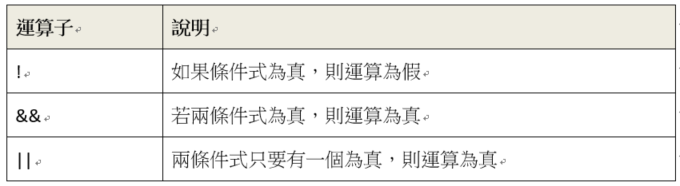 運算子 說明
! 如果條件式為真，則運算為假
&& 若兩條件式為真，則運算為真
|| 兩條件式只要有一個為真，則運算為真